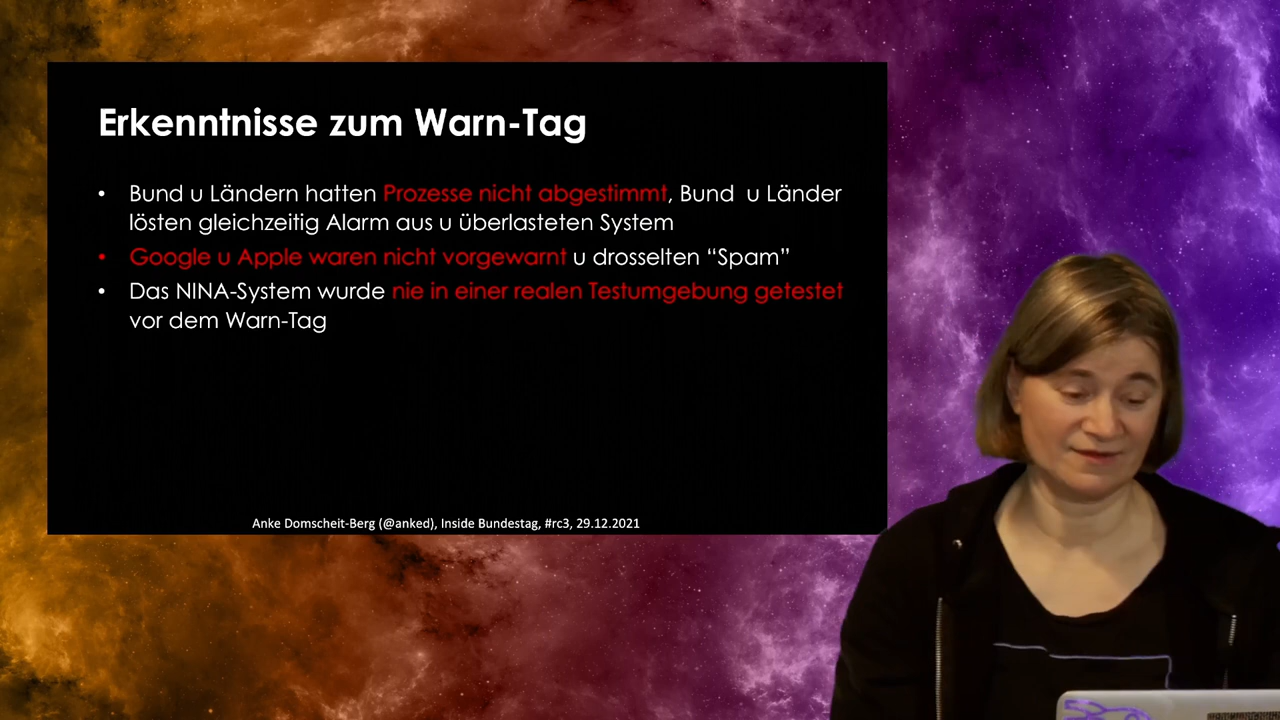 Erkenntnisse zum Warn-Tag
• Bund u Ländern hatten Prozesse nicht abgestimmt, Bund  u Länder
lösten gleichzeitig Alarm aus u überlasteten System
• Google u Apple waren nicht vorgewarnt u drosselten “Spam”
• Das NINA-System wurde nie in einer realen Testumgebung getestet
vor dem Warn-Tag
Anke Domscheit-Berg (@anked), Inside Bundestag, #rc3, 29.12.2021